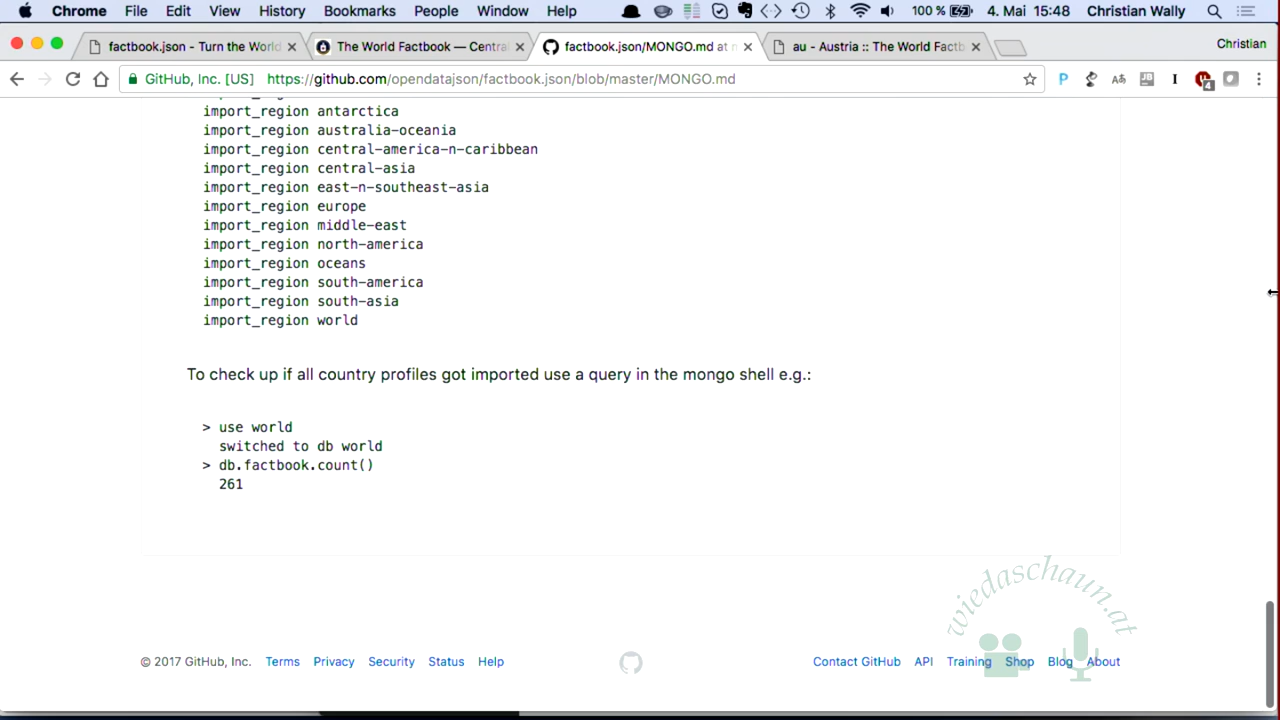 Chrome File Edit View History Bookmarks People Window Help 100 % 4. Mai 15:48 Christian Wally
factbook.json - Turn the World
The World Factbook — Central
factbook.json/MONGO.md at m
au - Austria :: The World Factb
Christian
GitHub, Inc. [US] https://github.com/opendatajson/factbook.json/blob/master/MONGO.md
import_region antarctica
import_region australia-oceania
import_region central-america-n-caribbean
import_region central-asia
import_region east-n-southeast-asia
import_region europe
import_region middle-east
import_region north-america
import_region oceans
import_region south-america
import_region south-asia
import_region world
To check up if all country profiles got imported use a query in the mongo shell e.g.:
> use world
switched to db world
> db.factbook.count()
261
wiedaschaun.at
© 2017 GitHub, Inc. Terms Privacy Security Status Help
Contact GitHub API Training Shop Blog About